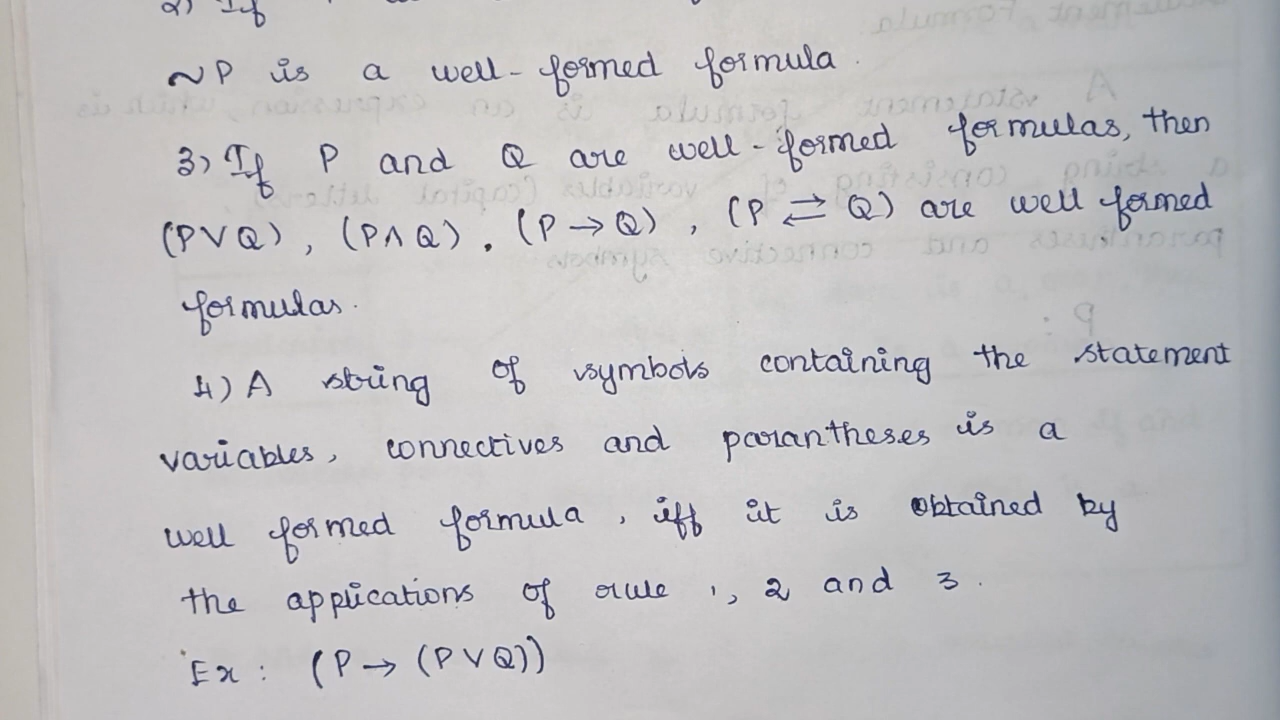 2) If
~P is a well-formed formula.
3) If P and Q are well-formed formulas, then
(P∨Q), (P∧Q), (P→Q), (P⇄Q) are well formed
formulas.
4) A string of symbols containing the statement
variables, connectives and parantheses is a
well formed formula, iff it is obtained by
the applications of rule 1, 2 and 3.
Ex: (P→(P∨Q))